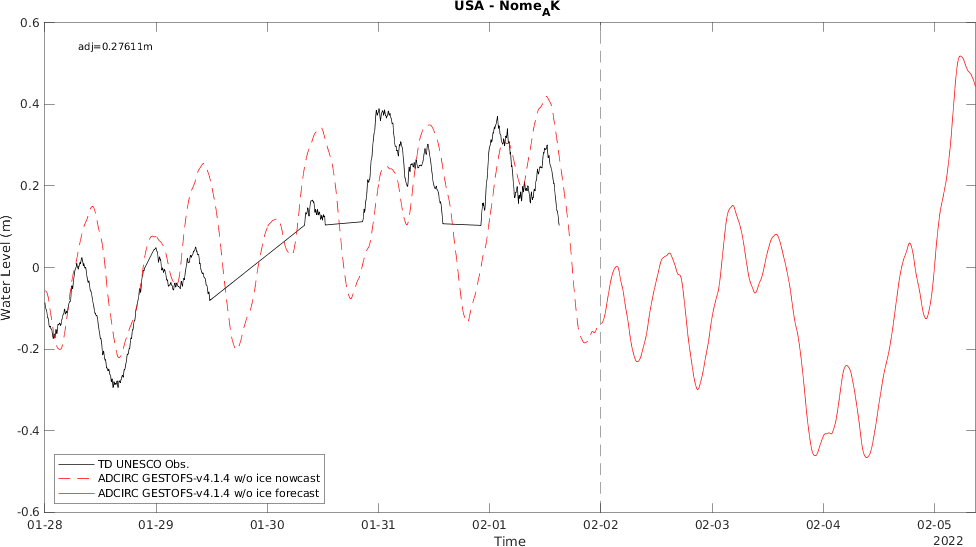 USA - Nome_AK
adj=0.27611m
0.6
0.4
0.2
0
-0.2
-0.4
-0.6
Water Level (m)
TD UNESCO Obs.
ADCIRC GESTOFS-v4.1.4 w/o ice nowcast
ADCIRC GESTOFS-v4.1.4 w/o ice forecast
01-28 01-29 01-30 01-31 02-01 02-02 02-03 02-04 02-05
Time
2022